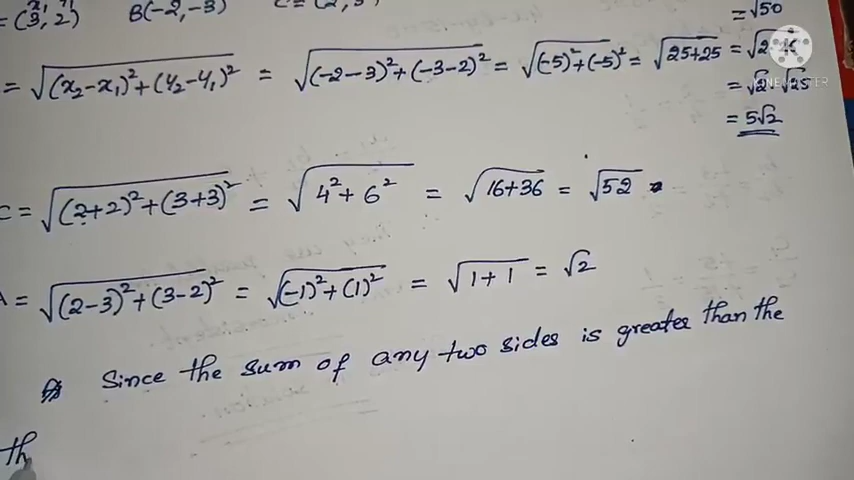 = (3, 2) B(-2, -3) C = (2, 3
= √50
= √(x₂-x₁)²+(y₂-y₁)² = √(-2-3)²+(-3-2)² = √(-5)²+(-5)² = √25+25 = √2
= √2 √25
= 5√2
C = √(2+2)²+(3+3)² = √4²+6² = √16+36 = √52
A = √(2-3)²+(3-2)² = √(-1)²+(1)² = √1+1 = √2
Since the sum of any two sides is greater than the
th
KINEMASTER